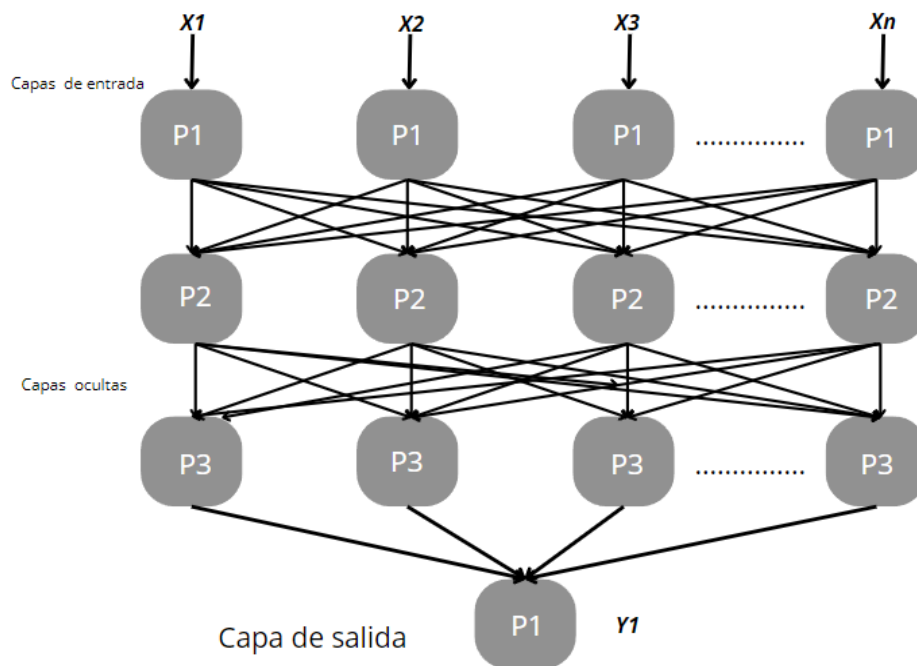 X1 X2 X3 Xn
Capas de entrada
P1 P1 P1 ............... P1
P2 P2 P2 ............... P2
Capas ocultas
P3 P3 P3 ............... P3
Capa de salida P1 Y1